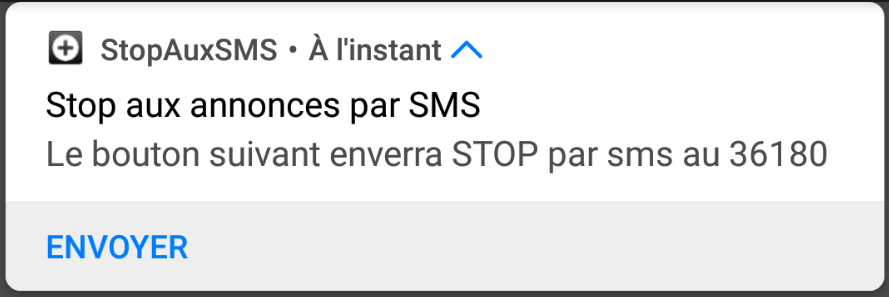 StopAuxSMS • À l'instant
Stop aux annonces par SMS
Le bouton suivant enverra STOP par sms au 36180
ENVOYER